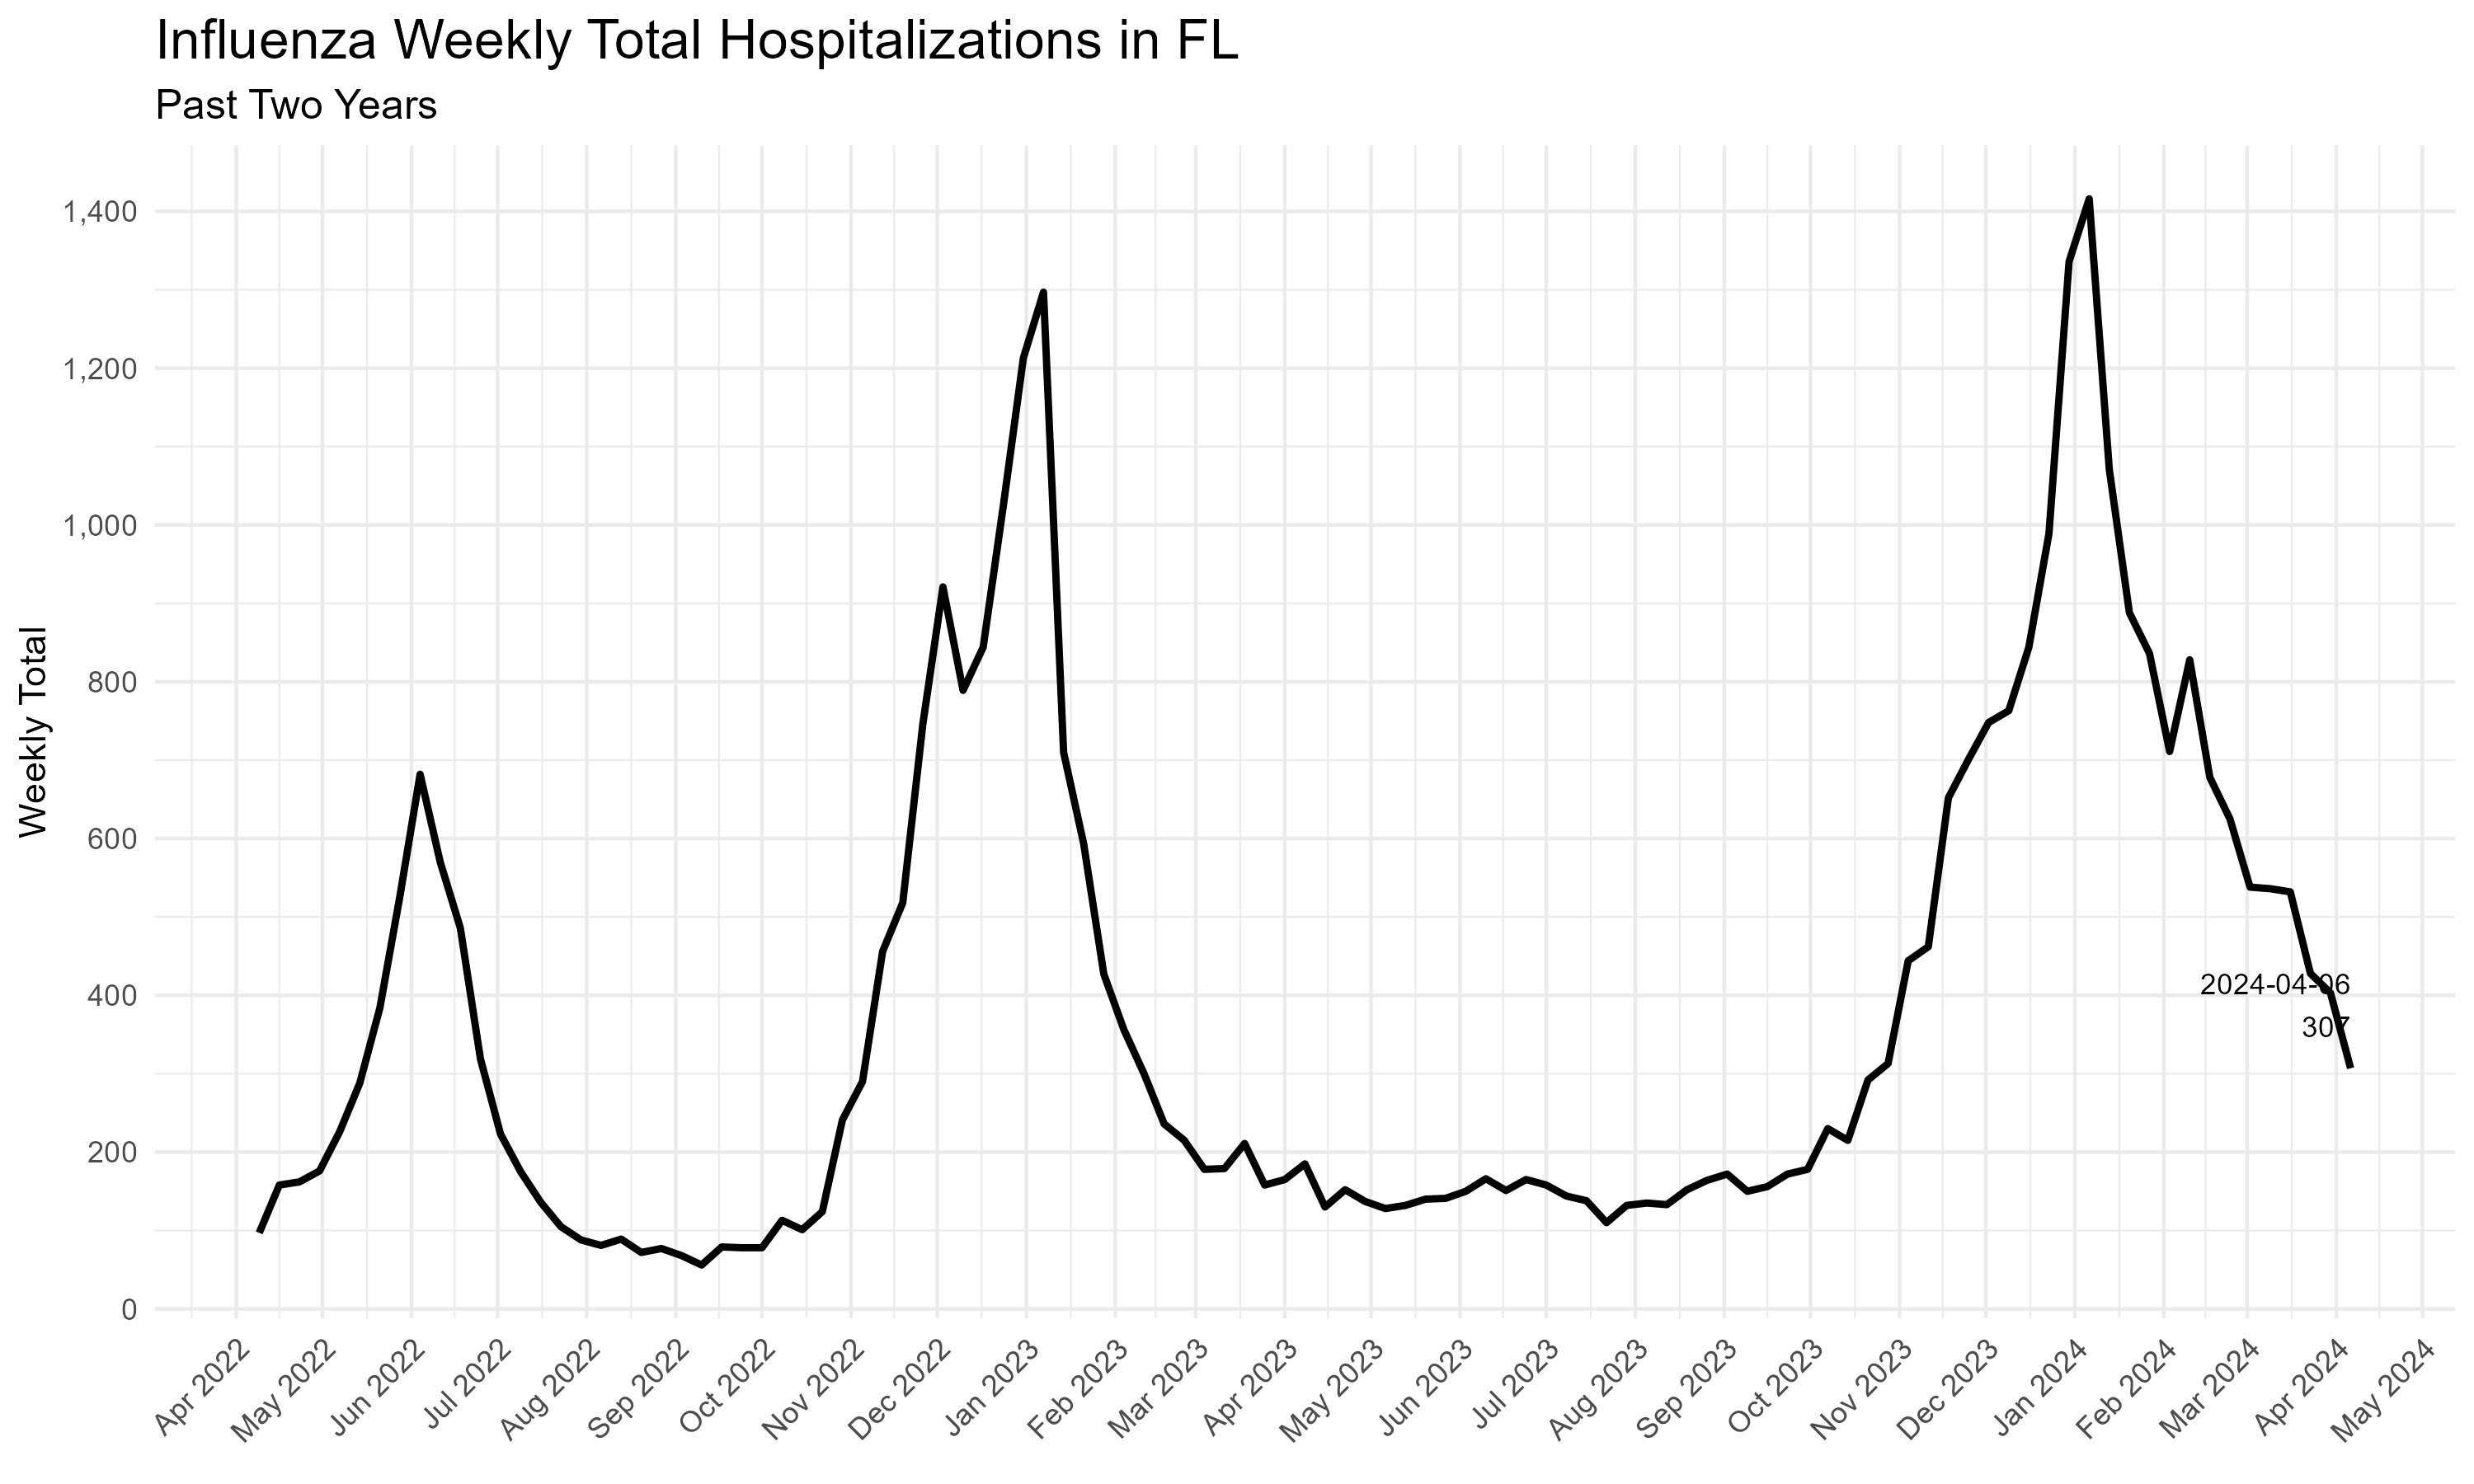 Influenza Weekly Total Hospitalizations in FL
Past Two Years
Weekly Total
1,400
1,200
1,000
800
600
400
200
0
2024-04-06
307
Apr 2022
May 2022
Jun 2022
Jul 2022
Aug 2022
Sep 2022
Oct 2022
Nov 2022
Dec 2022
Jan 2023
Feb 2023
Mar 2023
Apr 2023
May 2023
Jun 2023
Jul 2023
Aug 2023
Sep 2023
Oct 2023
Nov 2023
Dec 2023
Jan 2024
Feb 2024
Mar 2024
Apr 2024
May 2024